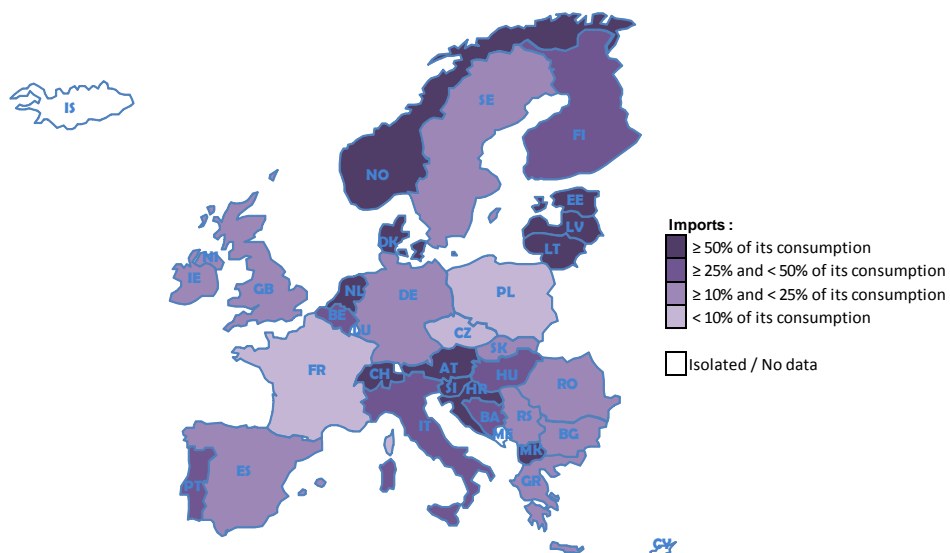 IS
SE
FI
NO
EE
LV
DK
LT
NI
IE
GB
NL
DE
PL
BE
LU
CZ
SK
FR
CH
AT
HU
SI
HR
RO
BA
RS
IT
ME
BG
MK
ES
PT
GR
CY
Imports :
≥ 50% of its consumption
≥ 25% and < 50% of its consumption
≥ 10% and < 25% of its consumption
< 10% of its consumption
Isolated / No data